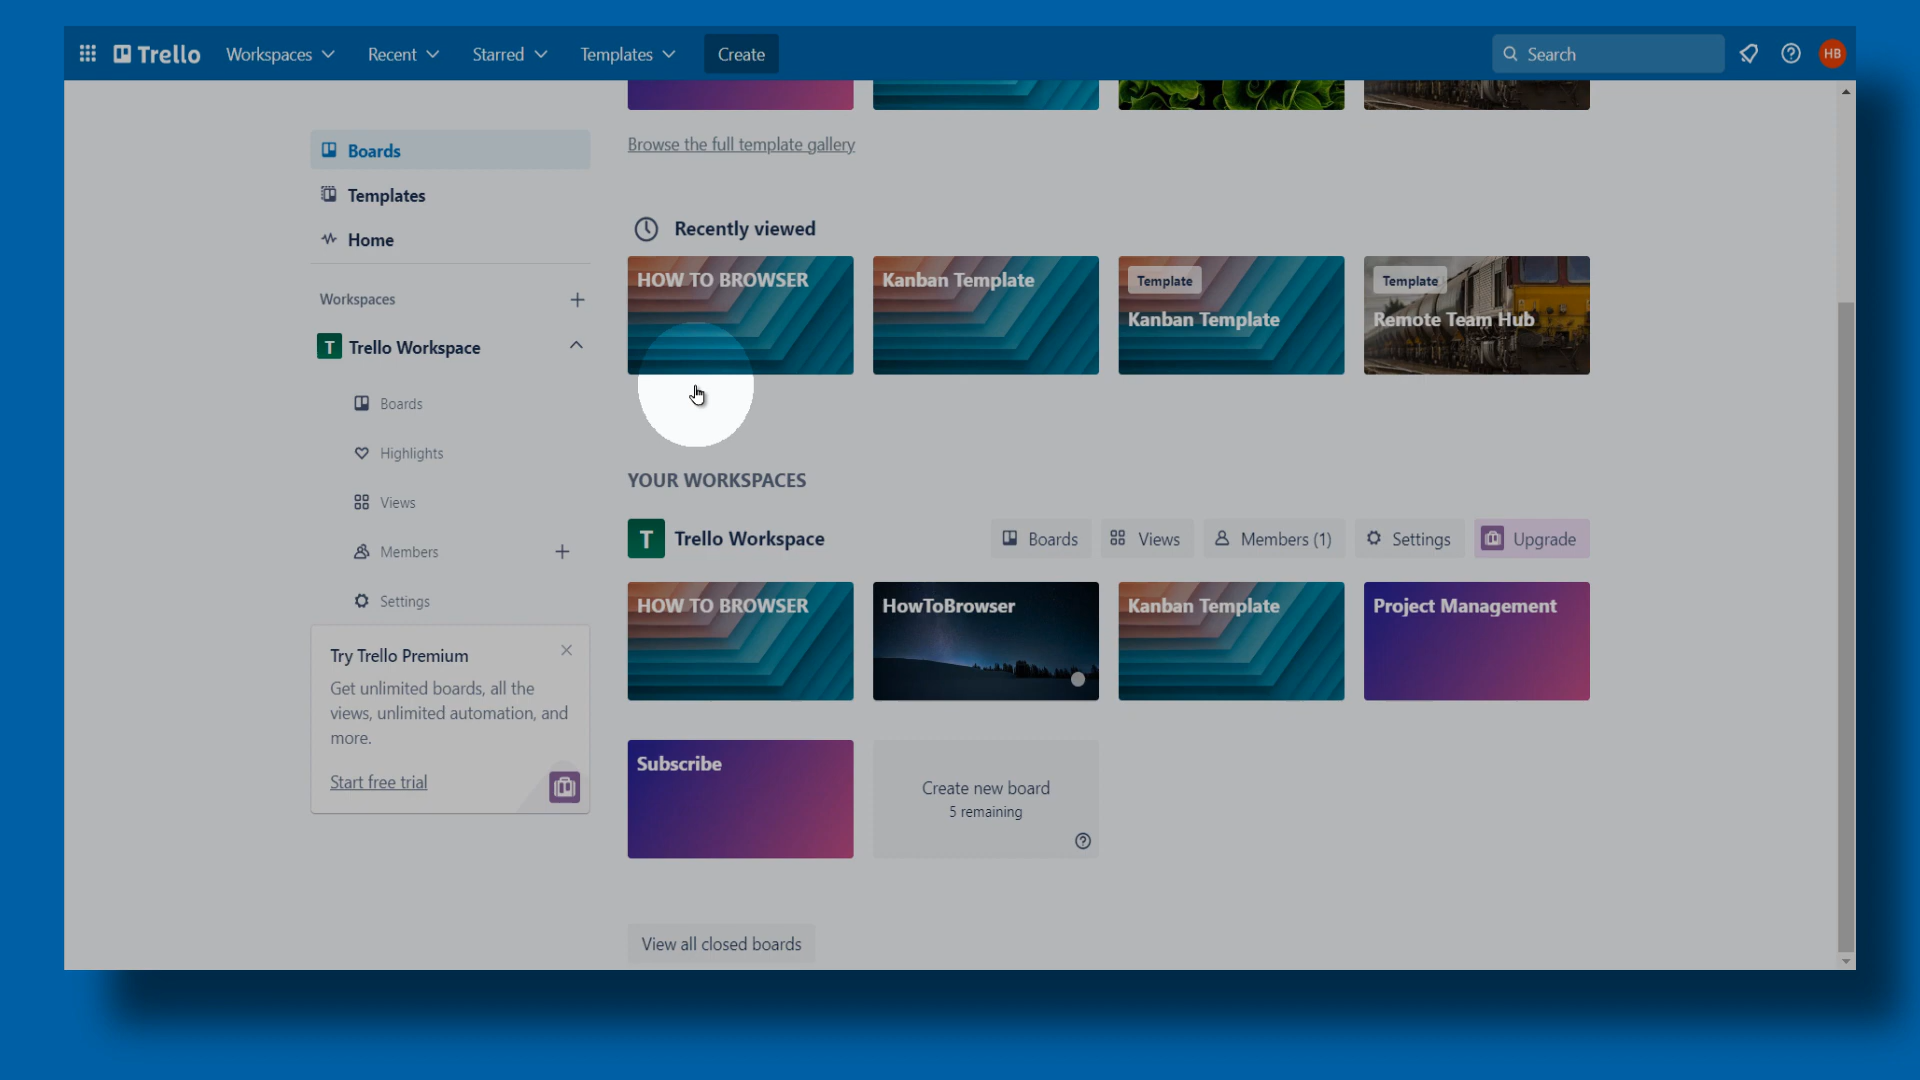 Trello Workspaces Recent Starred Templates Create Search HB
Boards
Templates
Home
Workspaces
T Trello Workspace
Boards
Highlights
Views
Members
Settings
Try Trello Premium
Get unlimited boards, all the
views, unlimited automation, and
more.
Start free trial
Browse the full template gallery
Recently viewed
HOW TO BROWSER
Kanban Template
Template
Kanban Template
Template
Remote Team Hub
YOUR WORKSPACES
T Trello Workspace Boards Views Members (1) Settings Upgrade
HOW TO BROWSER
HowToBrowser
Kanban Template
Project Management
Subscribe
Create new board
5 remaining
View all closed boards